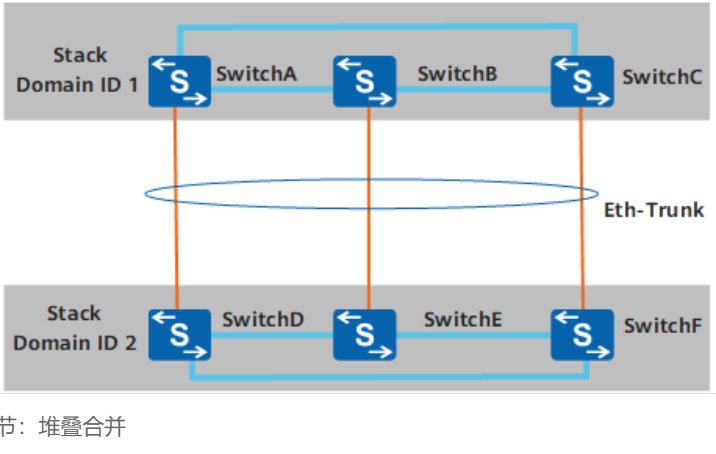 Stack
Domain ID 1
S
SwitchA
S
SwitchB
S
SwitchC
Eth-Trunk
Stack
Domain ID 2
S
SwitchD
S
SwitchE
S
SwitchF
节：堆叠合并